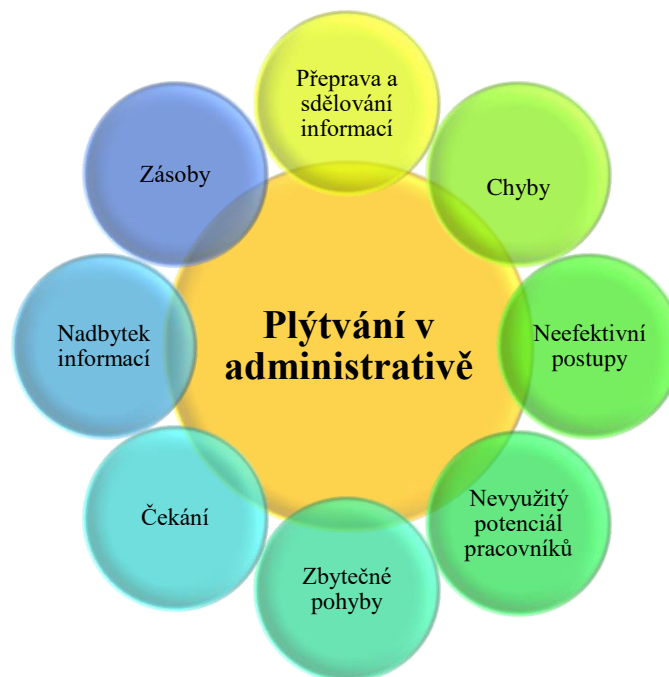 Přeprava a
sdělování
informací
Chyby
Neefektivní
postupy
Nevyužitý
potenciál
pracovníků
Zbytečné
pohyby
Čekání
Nadbytek
informací
Zásoby
Plýtvání v
administrativě